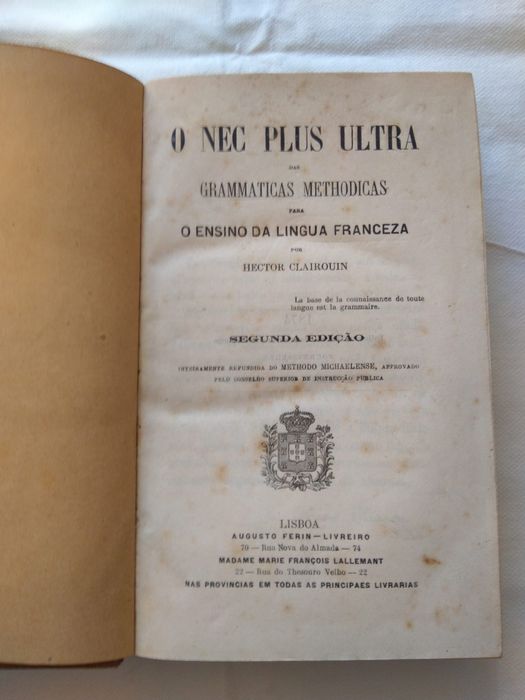 O NEC PLUS ULTRA
DAS
GRAMMATICAS METHODICAS
PARA
O ENSINO DA LINGUA FRANCEZA
POR
HECTOR CLAIROUIN
La base de la connaissance de toute
langue est la grammaire.
SEGUNDA EDIÇÃO
INTEIRAMENTE REFUNDIDA DO METHODO MICHAELENSE, APPROVADO
PELO CONSELHO SUPERIOR DE INSTRUCÇÃO PUBLICA
LISBOA
AUGUSTO FERIN—LIVREIRO
70 — Rua Nova do Almada — 74
MADAME MARIE FRANÇOIS LALLEMANT
22 — Rua do Thesouro Velho — 22
NAS PROVINCIAS EM TODAS AS PRINCIPAES LIVRARIAS